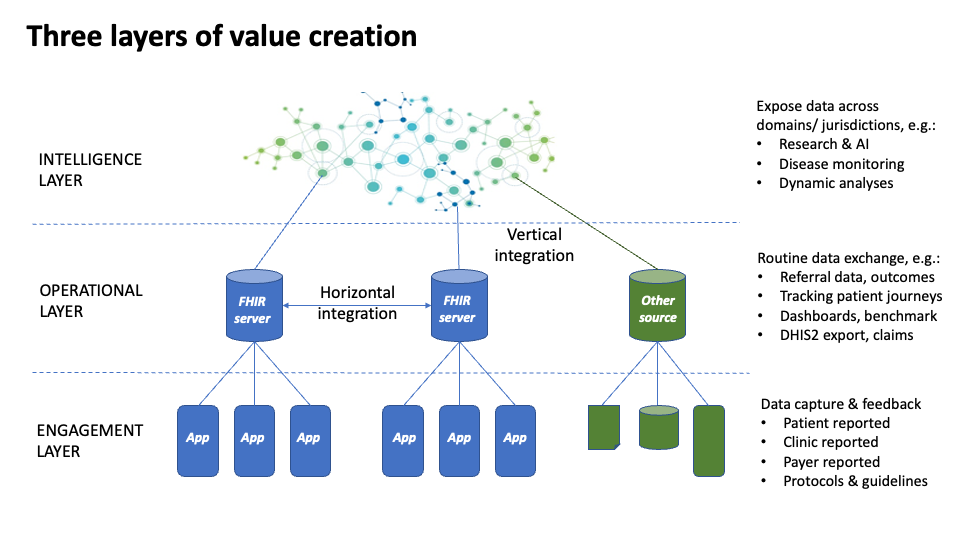 Three layers of value creation
INTELLIGENCE
LAYER
Expose data across
domains/ jurisdictions, e.g.:
• Research & AI
• Disease monitoring
• Dynamic analyses
Vertical
integration
OPERATIONAL
LAYER
FHIR
server
Horizontal
integration
FHIR
server
Other
source
Routine data exchange, e.g.:
• Referral data, outcomes
• Tracking patient journeys
• Dashboards, benchmark
• DHIS2 export, claims
ENGAGEMENT
LAYER
App
App
App
App
App
App
Data capture & feedback
• Patient reported
• Clinic reported
• Payer reported
• Protocols & guidelines